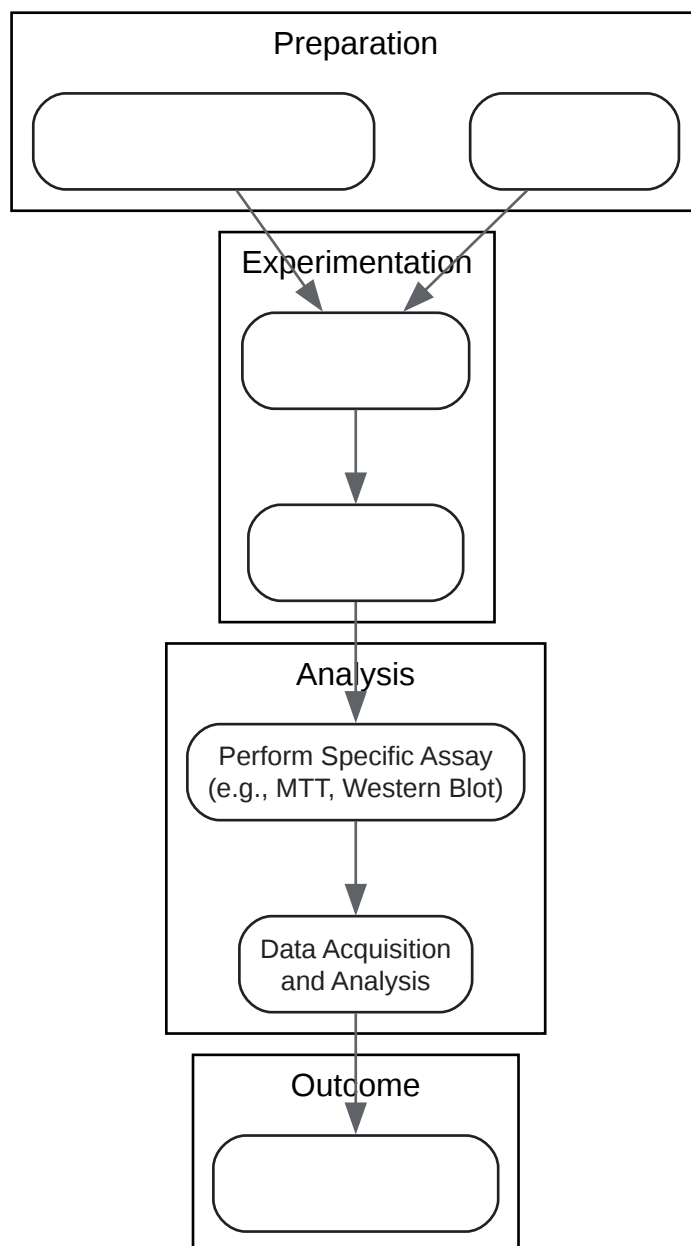 Preparation
Experimentation
Analysis
Perform Specific Assay
(e.g., MTT, Western Blot)
Data Acquisition
and Analysis
Outcome